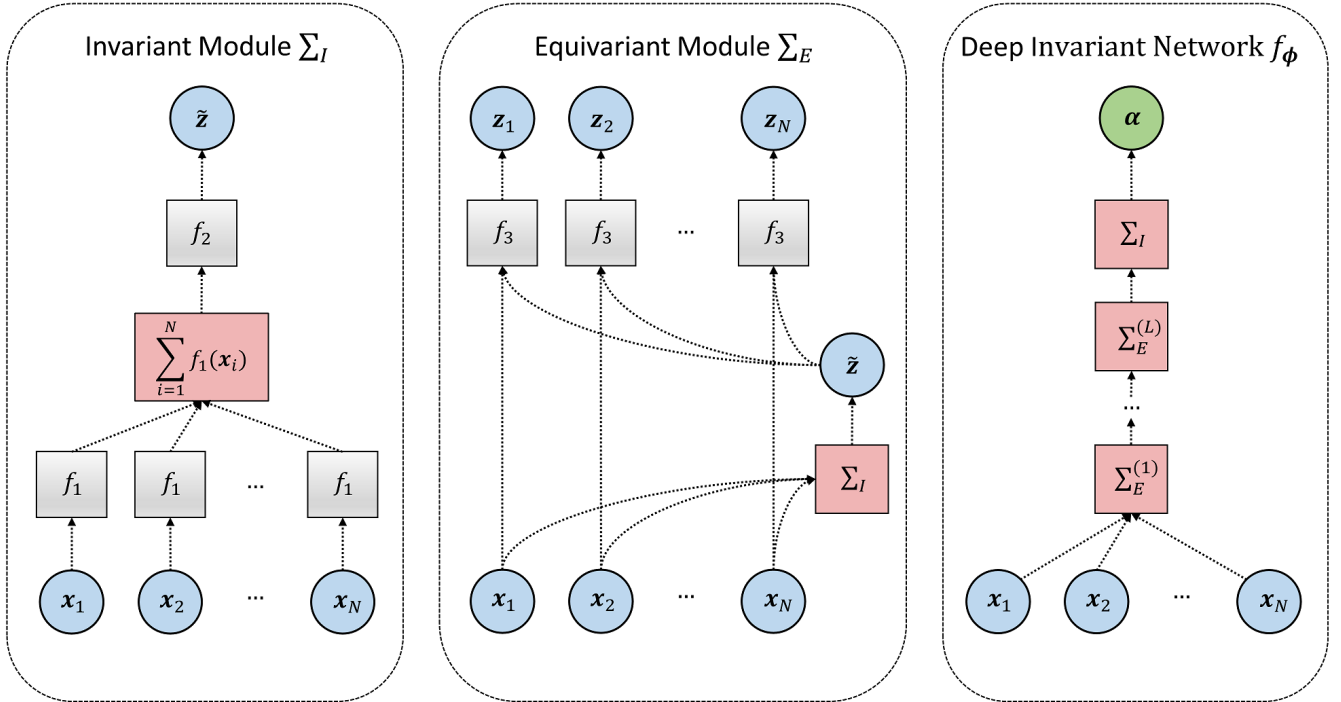 Invariant Module ∑_I
z̃
f_2
∑_{i=1}^{N} f_1(x_i)
f_1 f_1 ... f_1
x_1 x_2 ... x_N
Equivariant Module ∑_E
z_1 z_2 z_N
f_3 f_3 ... f_3
z̃
∑_I
x_1 x_2 ... x_N
Deep Invariant Network f_ϕ
α
∑_I
∑_E^{(L)}
...
∑_E^{(1)}
x_1 x_2 ... x_N